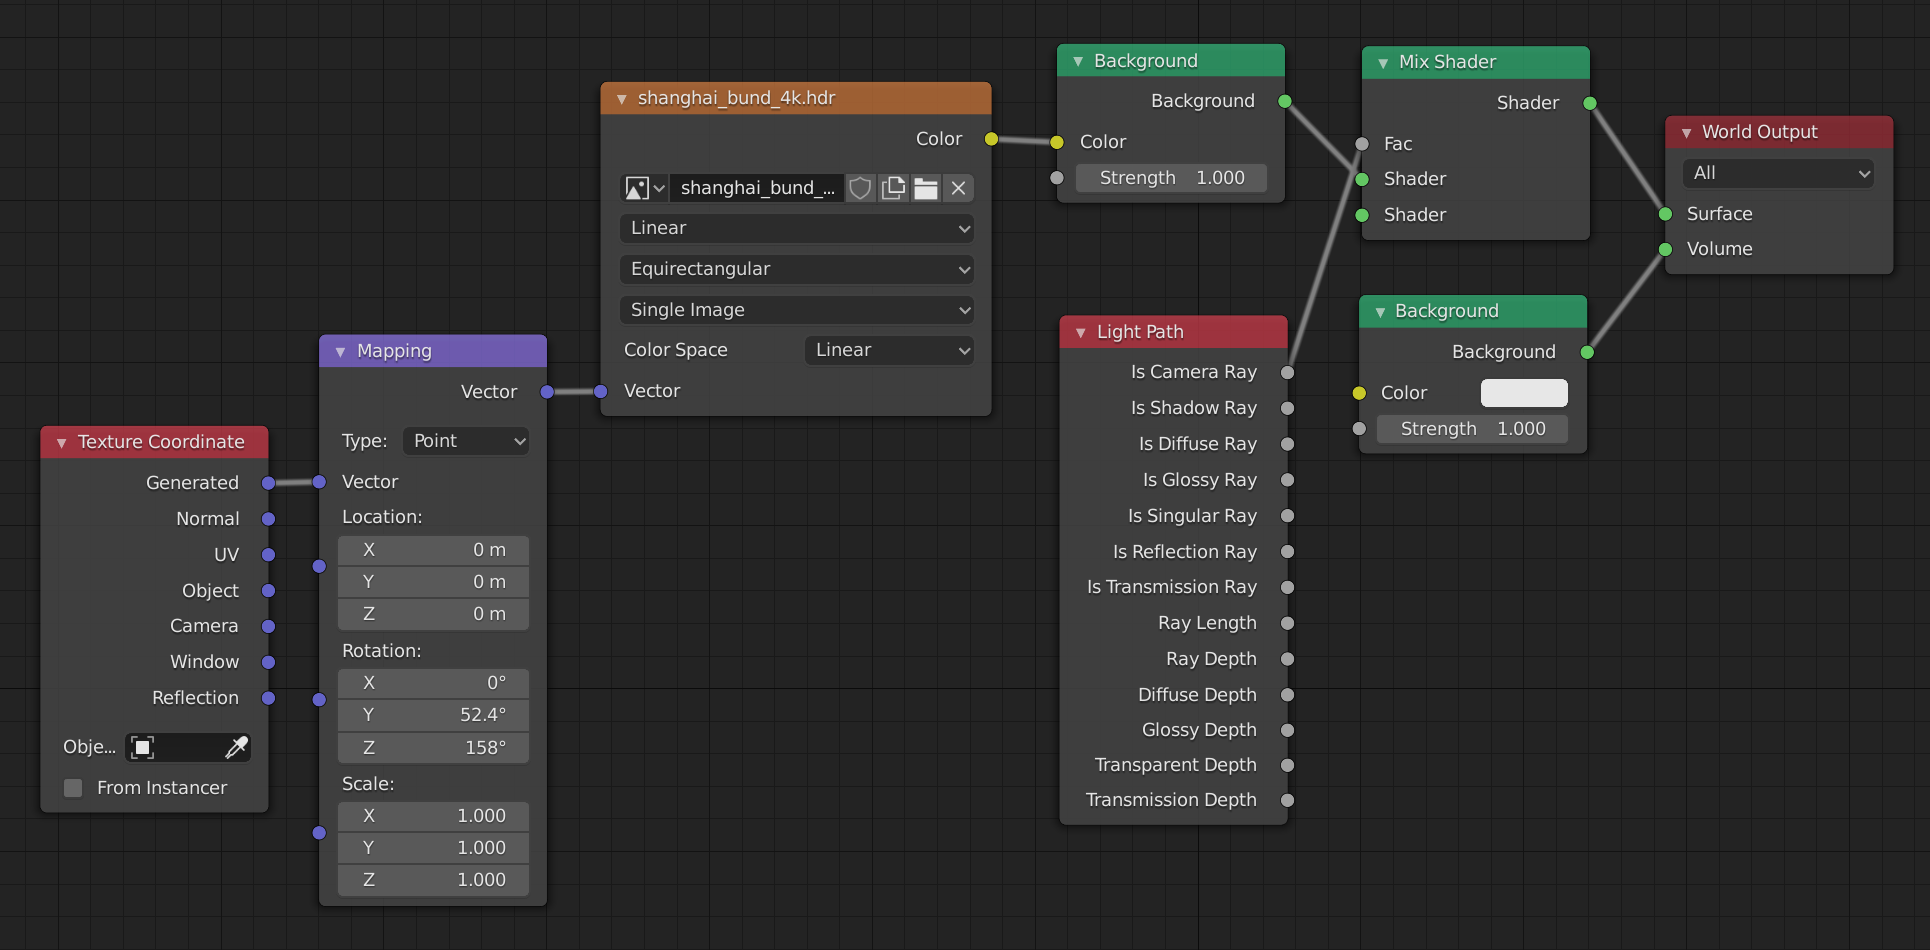 Texture Coordinate
Generated
Normal
UV
Object
Camera
Window
Reflection
Obje...
From Instancer
Mapping
Vector
Type: Point
Vector
Location:
X 0 m
Y 0 m
Z 0 m
Rotation:
X 0°
Y 52.4°
Z 158°
Scale:
X 1.000
Y 1.000
Z 1.000
shanghai_bund_4k.hdr
Color
shanghai_bund_...
Linear
Equirectangular
Single Image
Color Space Linear
Vector
Background
Background
Color
Strength 1.000
Light Path
Is Camera Ray
Is Shadow Ray
Is Diffuse Ray
Is Glossy Ray
Is Singular Ray
Is Reflection Ray
Is Transmission Ray
Ray Length
Ray Depth
Diffuse Depth
Glossy Depth
Transparent Depth
Transmission Depth
Mix Shader
Shader
Fac
Shader
Shader
Background
Background
Color
Strength 1.000
World Output
All
Surface
Volume